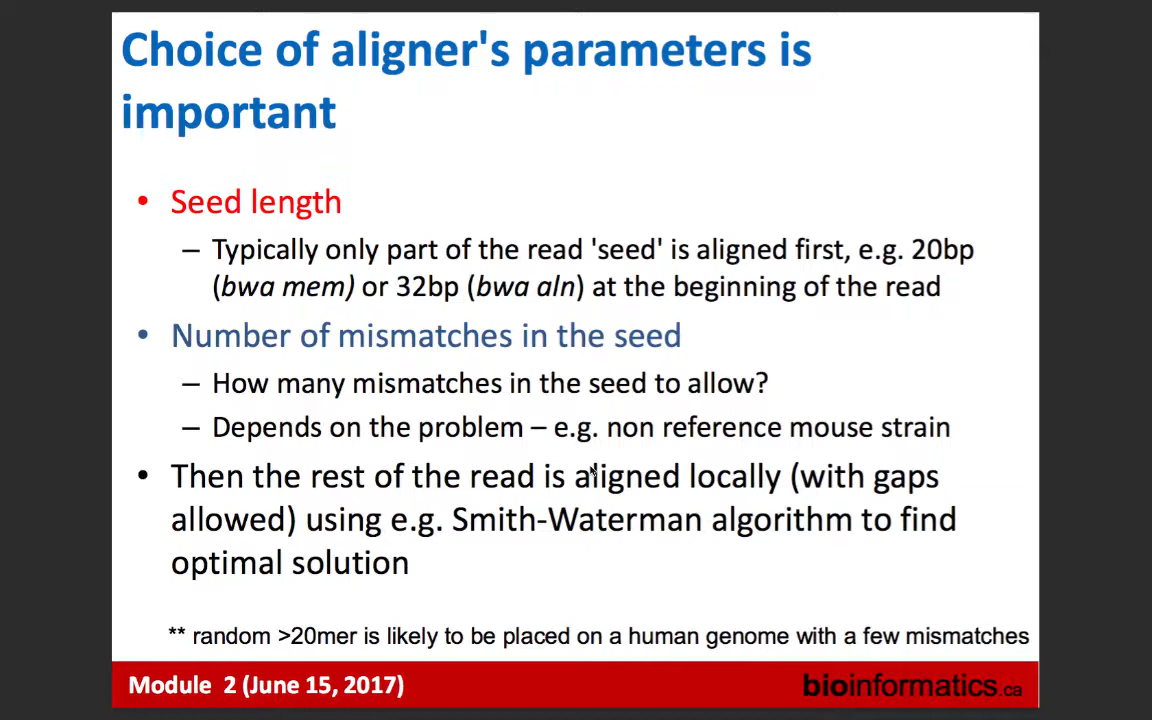 Choice of aligner's parameters is
important
• Seed length
– Typically only part of the read 'seed' is aligned first, e.g. 20bp
(bwa mem) or 32bp (bwa aln) at the beginning of the read
• Number of mismatches in the seed
– How many mismatches in the seed to allow?
– Depends on the problem – e.g. non reference mouse strain
• Then the rest of the read is aligned locally (with gaps
allowed) using e.g. Smith-Waterman algorithm to find
optimal solution
** random >20mer is likely to be placed on a human genome with a few mismatches
Module 2 (June 15, 2017)
bioinformatics.ca